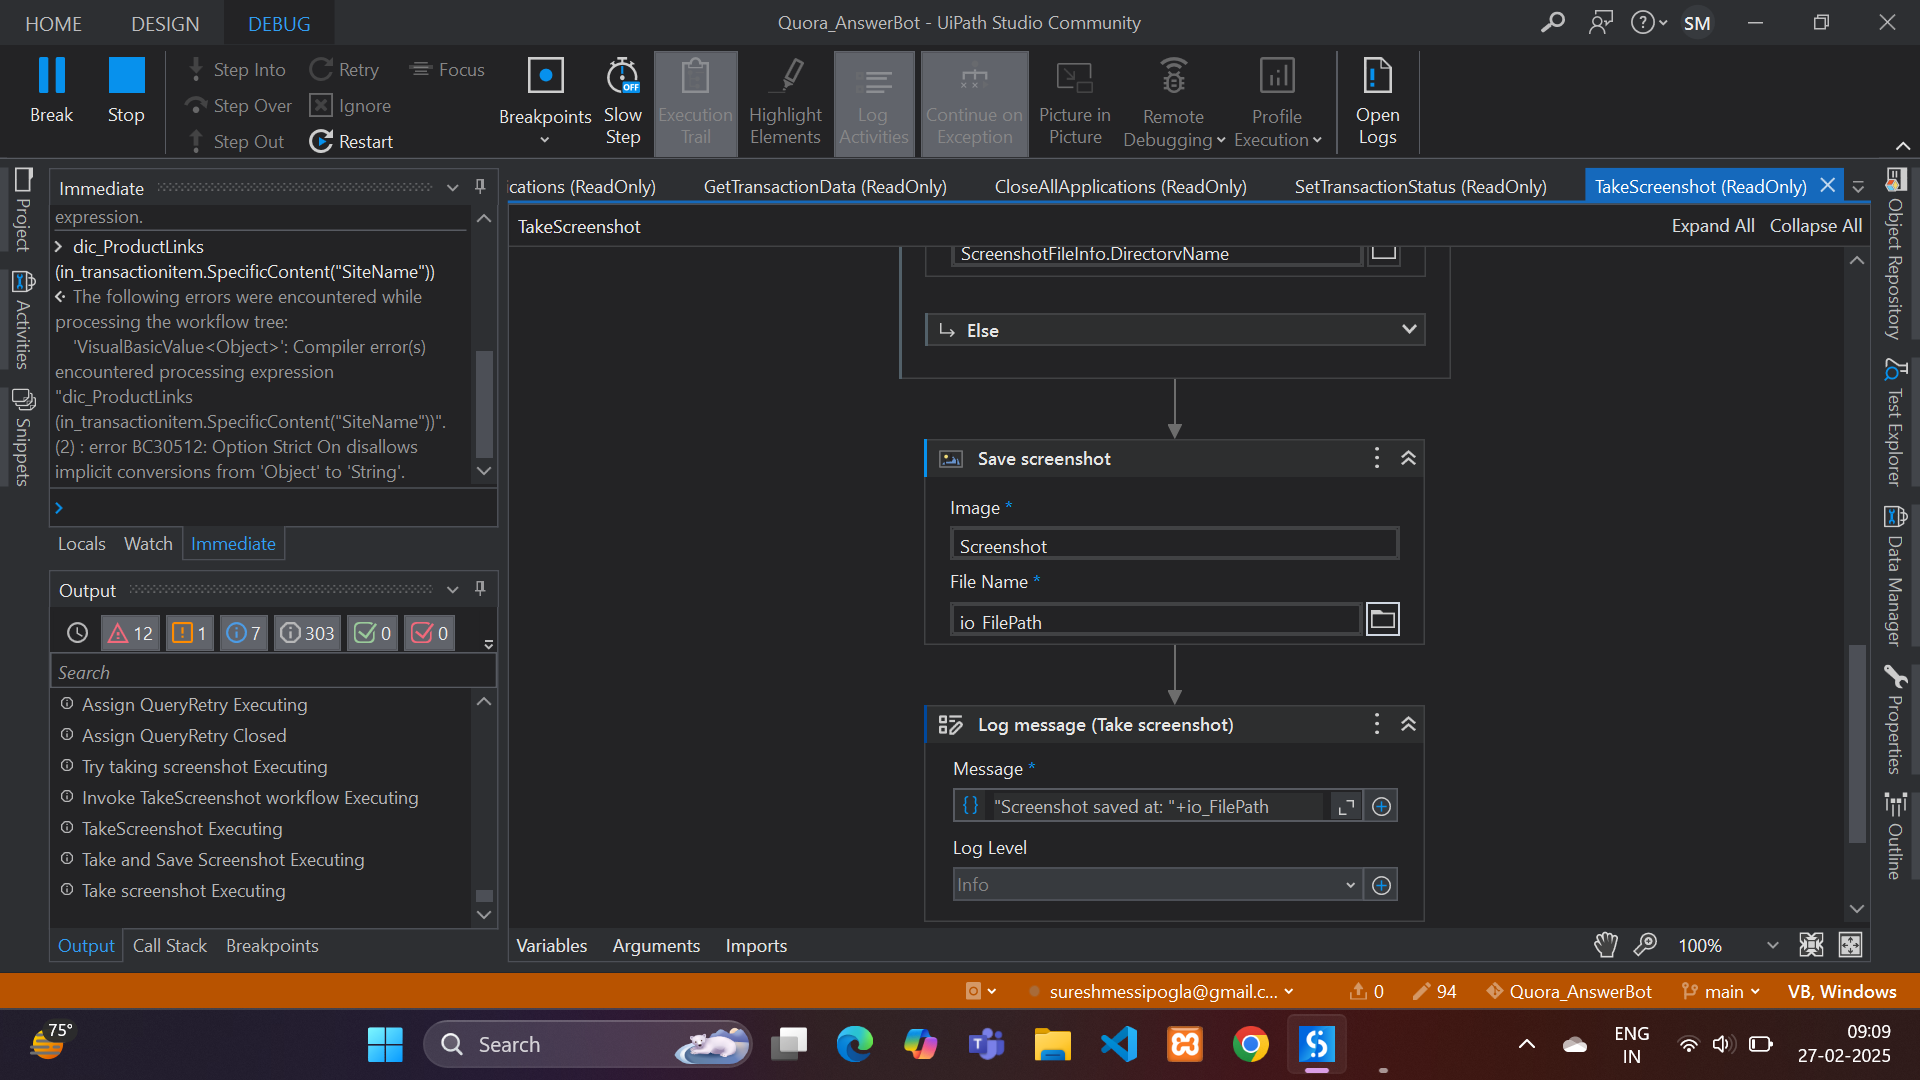 HOME DESIGN DEBUG
Quora_AnswerBot - UiPath Studio Community
SM
Break
Stop
Step Into
Step Over
Step Out
Retry
Ignore
Restart
Focus
Breakpoints
Slow Step
OFF
Execution Trail
Highlight Elements
Log Activities
Continue on Exception
Picture in Picture
Remote Debugging
Profile Execution
Open Logs
Project
Activities
Snippets
Immediate
expression.
dic_ProductLinks
(in_transactionitem.SpecificContent("SiteName"))
The following errors were encountered while
processing the workflow tree:
'VisualBasicValue<Object>': Compiler error(s)
encountered processing expression
"dic_ProductLinks
(in_transactionitem.SpecificContent("SiteName"))".
(2) : error BC30512: Option Strict On disallows
implicit conversions from 'Object' to 'String'.
Locals Watch Immediate
Output
12 1 7 303 0 0
Search
Assign QueryRetry Executing
Assign QueryRetry Closed
Try taking screenshot Executing
Invoke TakeScreenshot workflow Executing
TakeScreenshot Executing
Take and Save Screenshot Executing
Take screenshot Executing
Output Call Stack Breakpoints
ications (ReadOnly) GetTransactionData (ReadOnly) CloseAllApplications (ReadOnly) SetTransactionStatus (ReadOnly) TakeScreenshot (ReadOnly)
TakeScreenshot
Expand All Collapse All
ScreenshotFileInfo.DirectoryName
Else
Save screenshot
Image *
Screenshot
File Name *
io_FilePath
Log message (Take screenshot)
Message *
"Screenshot saved at: "+io_FilePath
Log Level
Info
Variables Arguments Imports
100%
Object Repository
Test Explorer
Data Manager
Properties
Outline
sureshmessipogla@gmail.c... 0 94 Quora_AnswerBot main VB, Windows
75°
Search
ENG
IN
09:09
27-02-2025